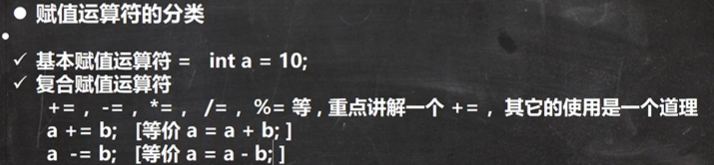 ● 赋值运算符的分类
✓ 基本赋值运算符 = int a = 10;
✓ 复合赋值运算符
+= , -= , *= , /= , %= 等 , 重点讲解一个 += , 其它的使用是一个道理
a += b; [等价 a = a + b; ]
a -= b; [等价 a = a - b; ]